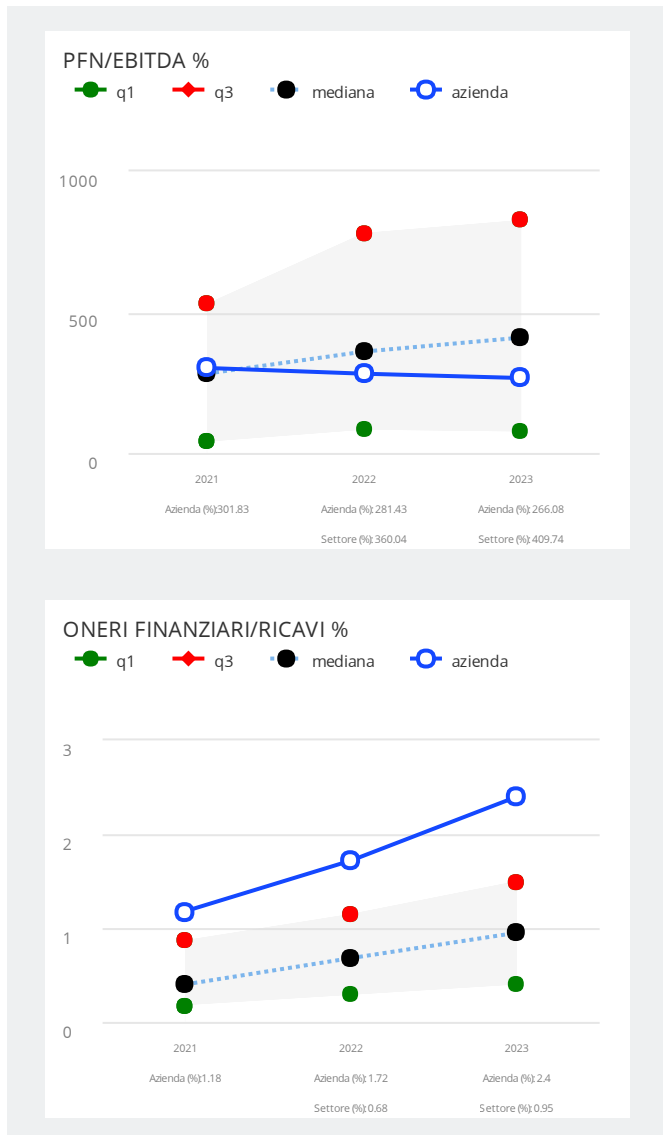 PFN/EBITDA %
q1 q3 mediana azienda
1000
500
0
2021 2022 2023
Azienda (%):301.83 Azienda (%): 281.43 Azienda (%): 266.08
Settore (%): 360.04 Settore (%): 409.74
ONERI FINANZIARI/RICAVI %
q1 q3 mediana azienda
3
2
1
0
2021 2022 2023
Azienda (%):1.18 Azienda (%): 1.72 Azienda (%): 2.4
Settore (%): 0.68 Settore (%): 0.95